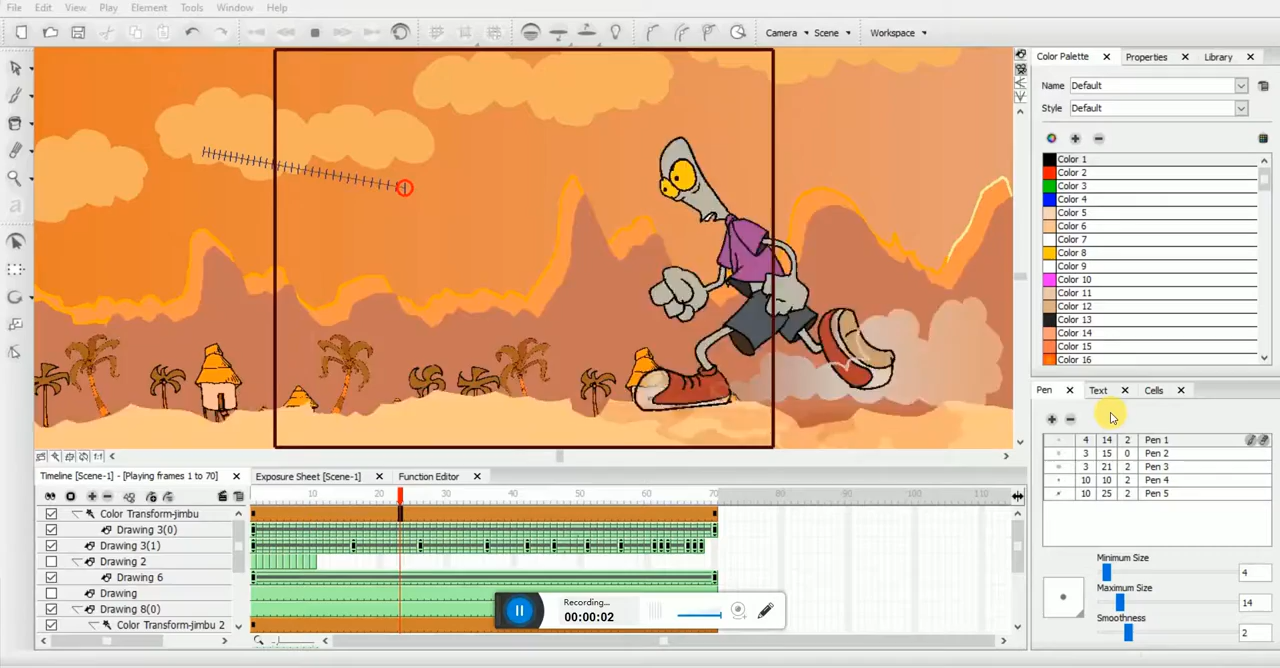 File Edit View Play Element Tools Window Help
Camera Scene Workspace
Color Palette Properties Library
Name Default
Style Default
Color 1
Color 2
Color 3
Color 4
Color 5
Color 6
Color 7
Color 8
Color 9
Color 10
Color 11
Color 12
Color 13
Color 14
Color 15
Color 16
Pen Text Cells
4 14 2 Pen 1
3 15 0 Pen 2
3 21 2 Pen 3
10 10 2 Pen 4
10 25 2 Pen 5
Minimum Size
4
Maximum Size
14
Smoothness
2
1:1
Timeline [Scene-1] - [Playing frames 1 to 70] Exposure Sheet [Scene-1] Function Editor
10 20 30 40 50 60 70 80 90 100 110
Color Transform-jimbu
Drawing 3(0)
Drawing 3(1)
Drawing 2
Drawing 6
Drawing
Drawing 8(0)
Color Transform-jimbu 2
Recording...
00:00:02